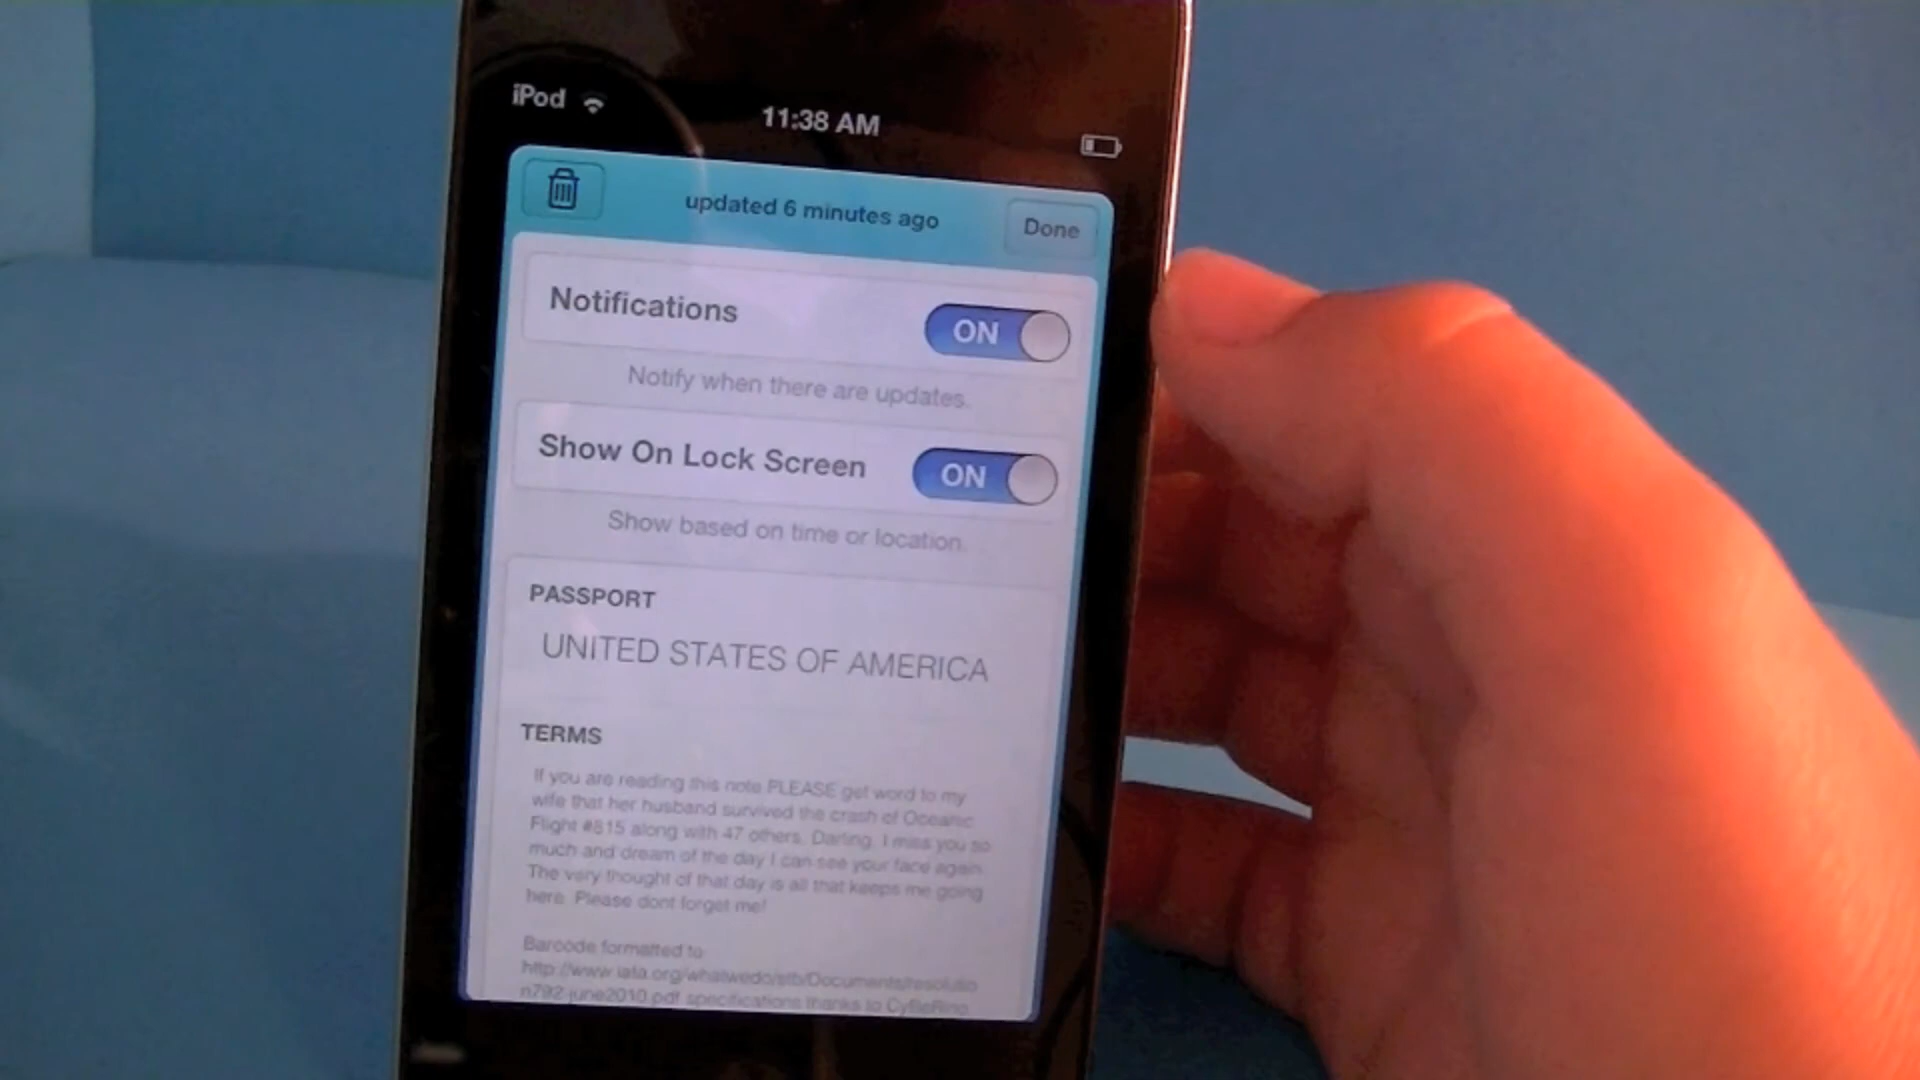 iPod
11:38 AM
updated 6 minutes ago
Done
Notifications
ON
Notify when there are updates.
Show On Lock Screen
ON
Show based on time or location.
PASSPORT
UNITED STATES OF AMERICA
TERMS
If you are reading this note PLEASE get word to my
wife that her husband survived the crash of Oceanic
Flight #815 along with 47 others. Darling, I miss you so
much and dream of the day I can see your face again.
The very thought of that day is all that keeps me going
here. Please dont forget me!
Barcode formatted to:
http://www.iata.org/whatwedo/stb/Documents/resolutio
n792-june2010.pdf specifications thanks to